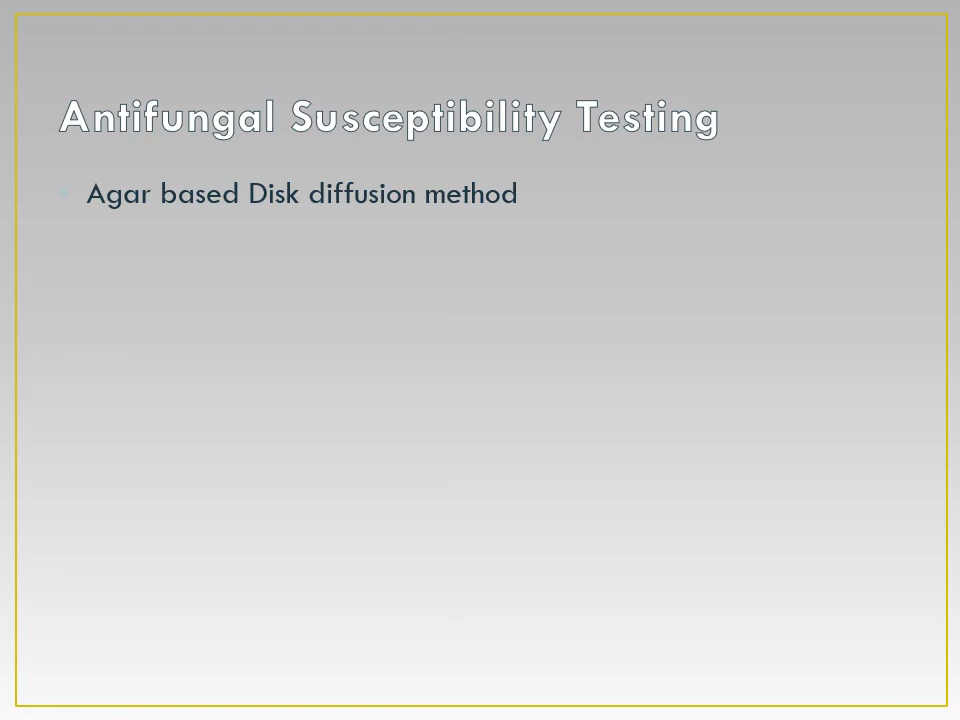 Antifungal Susceptibility Testing
• Agar based Disk diffusion method